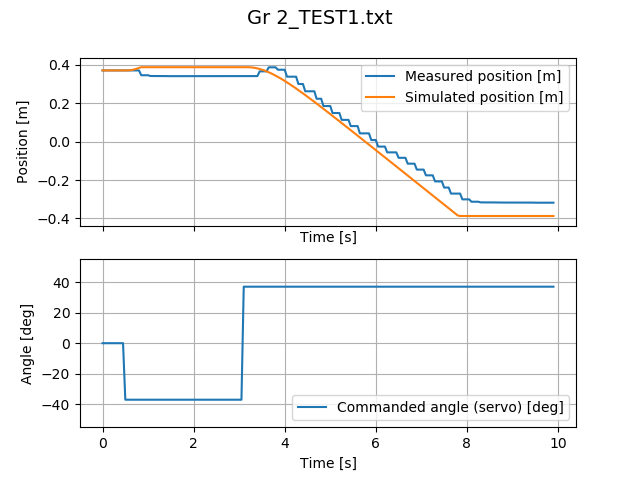 Gr 2_TEST1.txt
0.4
0.2
0.0
−0.2
−0.4
Position [m]
Measured position [m]
Simulated position [m]
Time [s]
40
20
0
−20
−40
Angle [deg]
Commanded angle (servo) [deg]
0 2 4 6 8 10
Time [s]